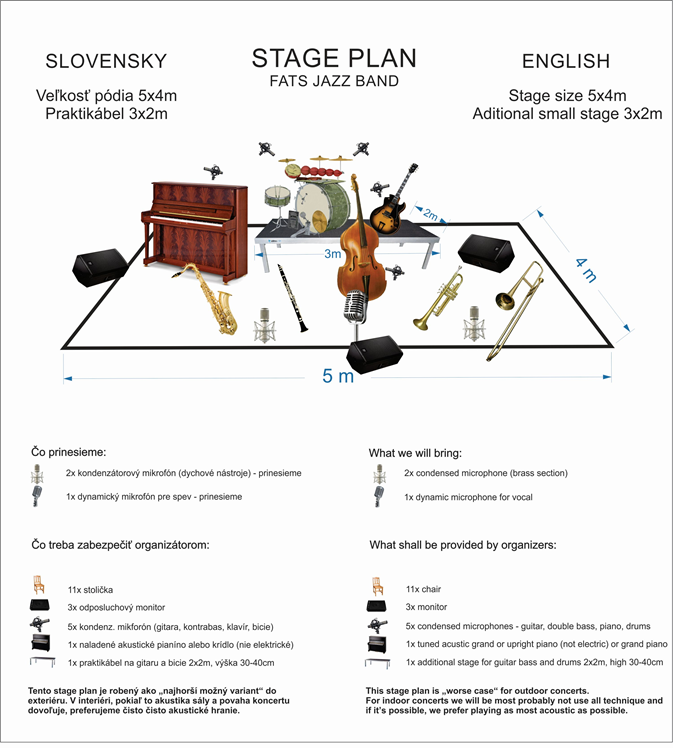 SLOVENSKY
STAGE PLAN
ENGLISH
FATS JAZZ BAND
Veľkosť pódia 5x4m
Praktikábel 3x2m
Stage size 5x4m
Aditional small stage 3x2m
2m
3m
4 m
5 m
Čo prinesieme:
2x kondenzátorový mikrofón (dychové nástroje) - prinesieme
1x dynamický mikrofón pre spev - prinesieme
What we will bring:
2x condensed microphone (brass section)
1x dynamic microphone for vocal
Čo treba zabezpečiť organizátorom:
11x stolička
3x odposluchový monitor
5x kondenz. mikforón (gitara, kontrabas, klavír, bicie)
1x naladené akustické pianíno alebo krídlo (nie elektrické)
1x praktikábel na gitaru a bicie 2x2m, výška 30-40cm
What shall be provided by organizers:
11x chair
3x monitor
5x condensed microphones - guitar, double bass, piano, drums
1x tuned acustic grand or upright piano (not electric) or grand piano
1x additional stage for guitar bass and drums 2x2m, high 30-40cm
Tento stage plan je robený ako „najhorší možný variant“ do
exteriéru. V interiéri, pokiaľ to akustika sály a povaha koncertu
dovoľuje, preferujeme čisto čisto akustické hranie.
This stage plan is „worse case“ for outdoor concerts.
For indoor concerts we will be most probably not use all technique and
if it's possible, we prefer playing as most acoustic as possible.